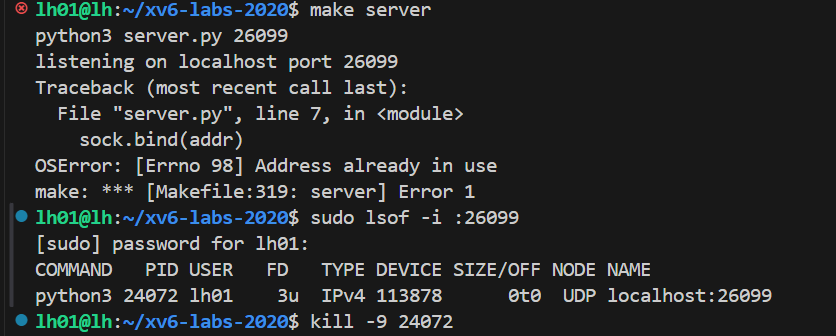 lh01@lh:~/xv6-labs-2020$ make server
python3 server.py 26099
listening on localhost port 26099
Traceback (most recent call last):
  File "server.py", line 7, in <module>
    sock.bind(addr)
OSError: [Errno 98] Address already in use
make: *** [Makefile:319: server] Error 1
lh01@lh:~/xv6-labs-2020$ sudo lsof -i :26099
[sudo] password for lh01:
COMMAND   PID USER   FD   TYPE DEVICE SIZE/OFF NODE NAME
python3 24072 lh01    3u  IPv4 113878      0t0  UDP localhost:26099
lh01@lh:~/xv6-labs-2020$ kill -9 24072